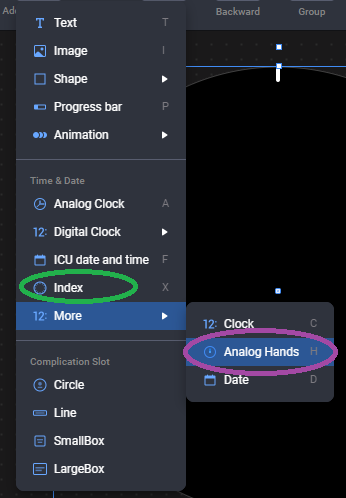 Ad
Backward
Group
Text T
Image I
Shape
Progress bar P
Animation
Time & Date
Analog Clock A
12: Digital Clock
ICU date and time F
Index X
12: More
12: Clock C
Analog Hands H
Date D
Complication Slot
Circle
Line
SmallBox
LargeBox